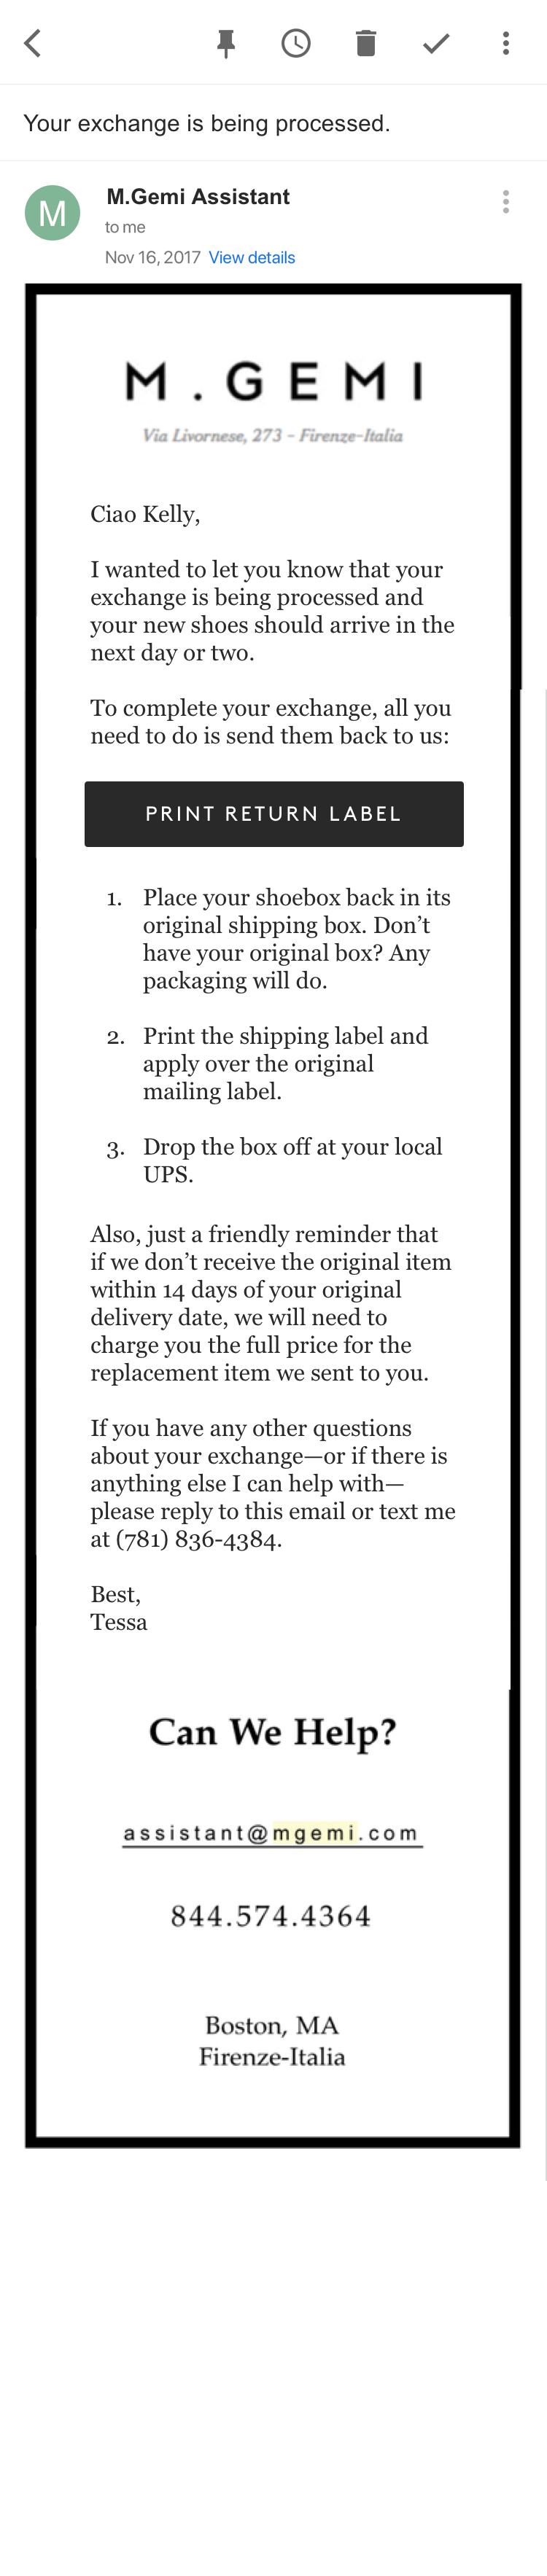 Your exchange is being processed.
M
M.Gemi Assistant
to me
Nov 16, 2017 View details
M.GEMI
Via Livornese, 273 - Firenze-Italia
Ciao Kelly,
I wanted to let you know that your
exchange is being processed and
your new shoes should arrive in the
next day or two.
To complete your exchange, all you
need to do is send them back to us:
PRINT RETURN LABEL
1. Place your shoebox back in its
original shipping box. Don’t
have your original box? Any
packaging will do.
2. Print the shipping label and
apply over the original
mailing label.
3. Drop the box off at your local
UPS.
Also, just a friendly reminder that
if we don’t receive the original item
within 14 days of your original
delivery date, we will need to
charge you the full price for the
replacement item we sent to you.
If you have any other questions
about your exchange—or if there is
anything else I can help with—
please reply to this email or text me
at (781) 836-4384.
Best,
Tessa
Can We Help?
assistant@mgemi.com
844.574.4364
Boston, MA
Firenze-Italia